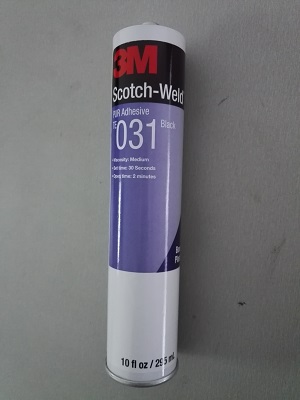 3M
Scotch-Weld
PUR Adhesive
TE 031 Black
• Viscosity: Medium
• Set time: 30 Seconds
• Open time: 2 minutes
10 fl oz / 295 mL